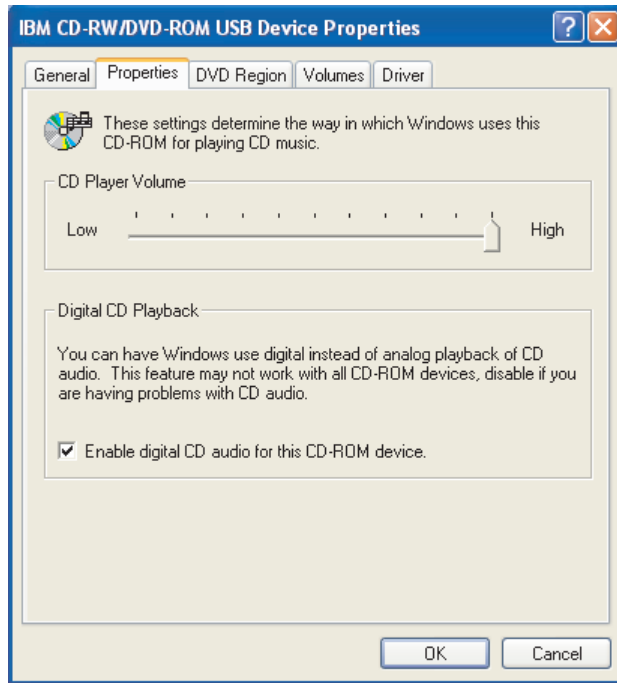 IBM CD-RW/DVD-ROM USB Device Properties
General Properties DVD Region Volumes Driver
These settings determine the way in which Windows uses this
CD-ROM for playing CD music.
CD Player Volume
Low High
Digital CD Playback
You can have Windows use digital instead of analog playback of CD
audio. This feature may not work with all CD-ROM devices, disable if you
are having problems with CD audio.
Enable digital CD audio for this CD-ROM device.
OK Cancel